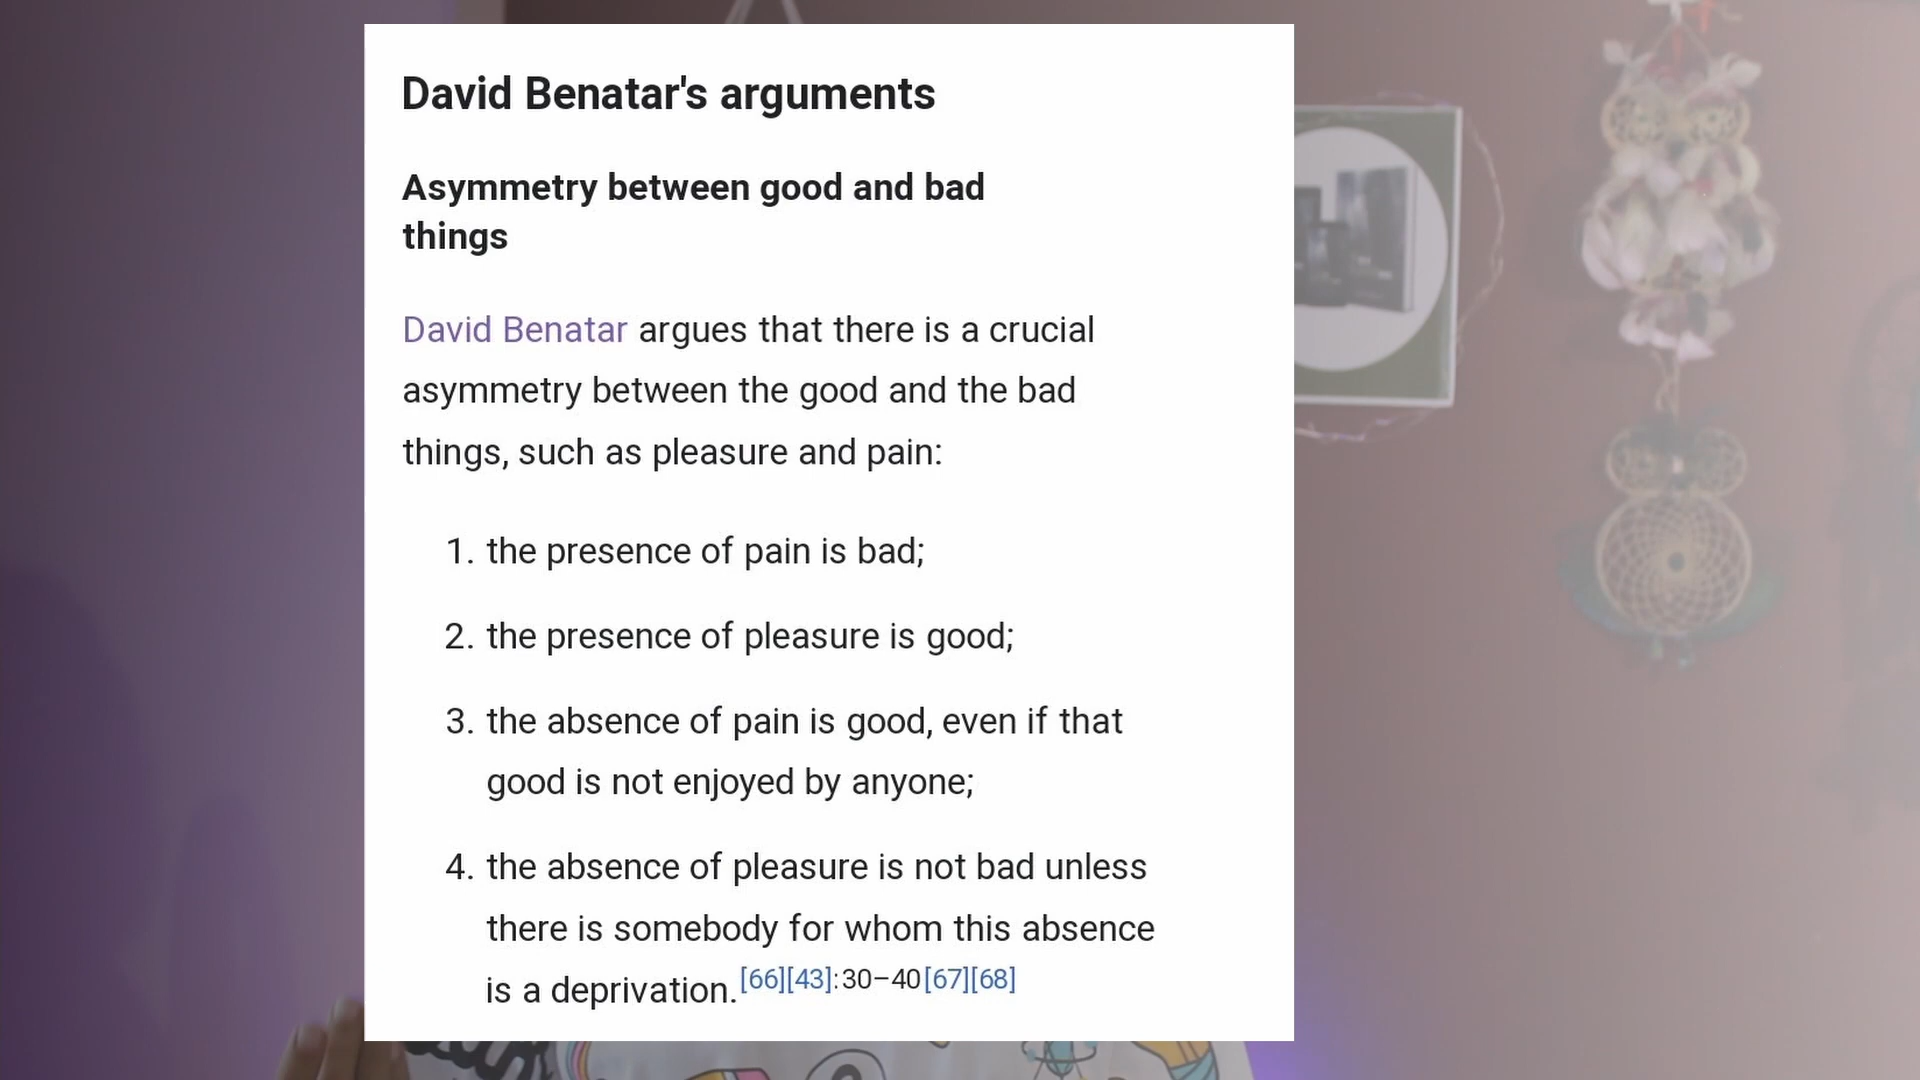 David Benatar's arguments
Asymmetry between good and bad
things
David Benatar argues that there is a crucial
asymmetry between the good and the bad
things, such as pleasure and pain:
1. the presence of pain is bad;
2. the presence of pleasure is good;
3. the absence of pain is good, even if that
good is not enjoyed by anyone;
4. the absence of pleasure is not bad unless
there is somebody for whom this absence
is a deprivation.[66][43]:30–40[67][68]